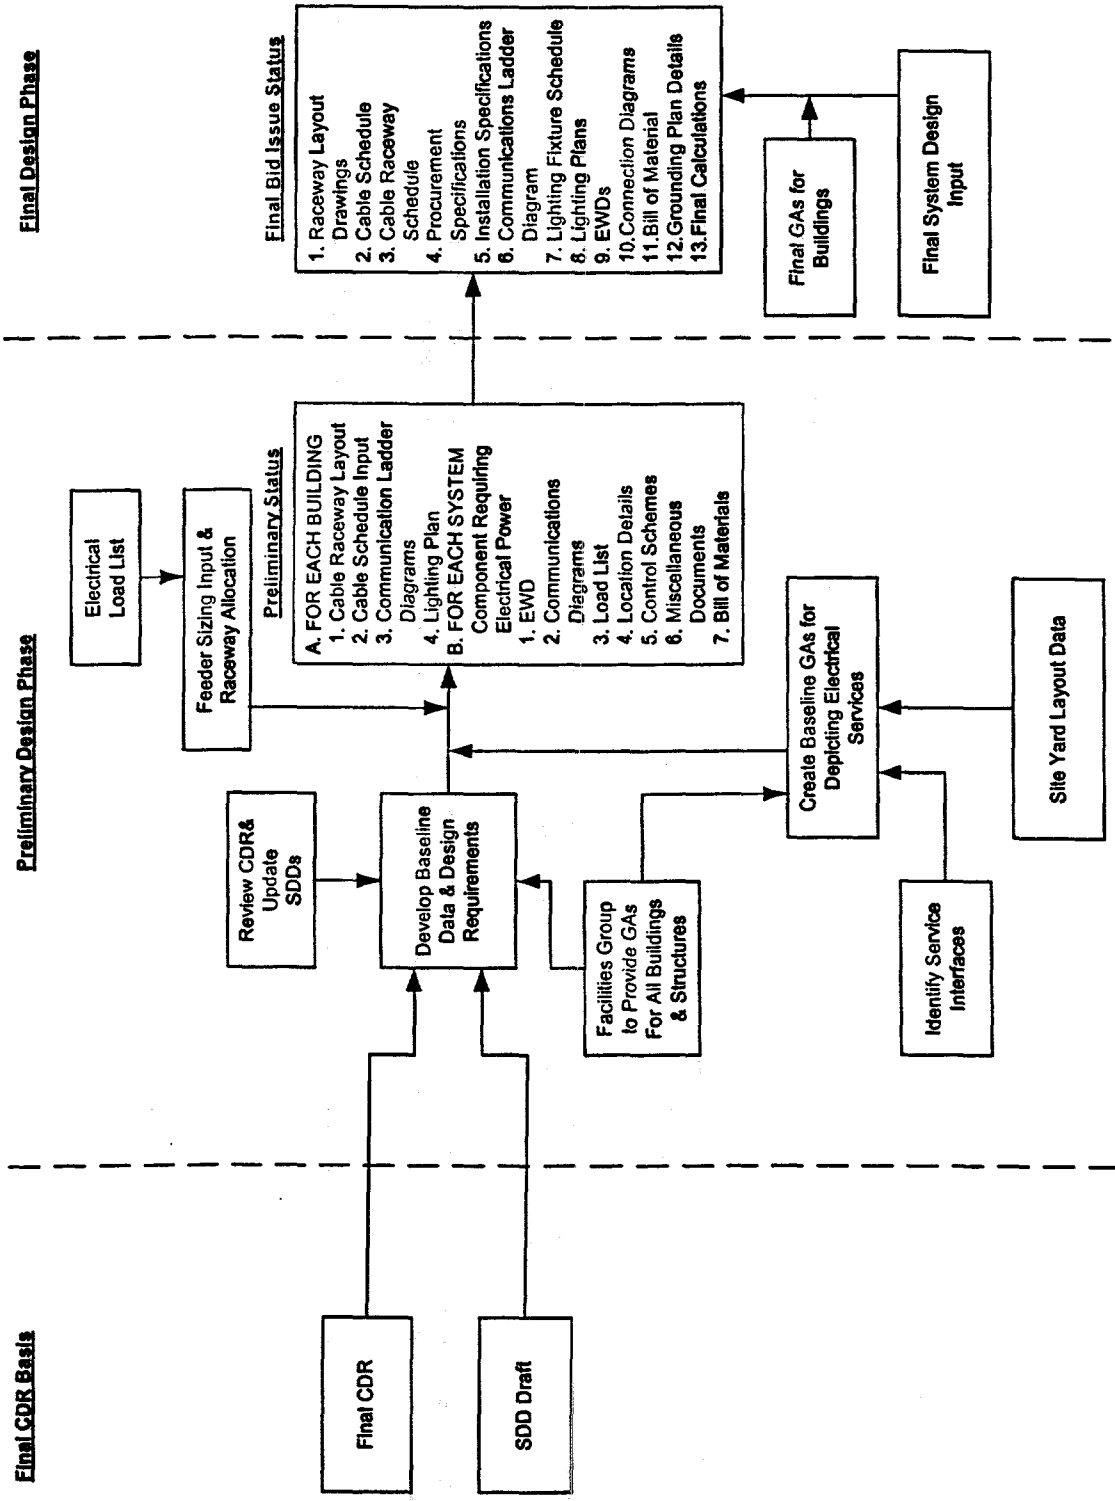 Final CDR Basis
Preliminary Design Phase
Final Design Phase
Final CDR
SDD Draft
Electrical
Load List
Feeder Sizing Input &
Raceway Allocation
Review CDR&
Update
SDDs
Develop Baseline
Data & Design
Requirements
Facilities Group
to Provide GAs
For All Buildings
& Structures
Identify Service
Interfaces
Create Baseline GAs for
Depicting Electrical
Services
Site Yard Layout Data
Preliminary Status
A. FOR EACH BUILDING
1. Cable Raceway Layout
2. Cable Schedule Input
3. Communication Ladder
Diagrams
4. Lighting Plan
B. FOR EACH SYSTEM
Component Requiring
Electrical Power
1. EWD
2. Communications
Diagrams
3. Load List
4. Location Details
5. Control Schemes
6. Miscellaneous
Documents
7. Bill of Materials
Final Bid Issue Status
1. Raceway Layout
Drawings
2. Cable Schedule
3. Cable Raceway
Schedule
4. Procurement
Specifications
5. Installation Specifications
6. Communications Ladder
Diagram
7. Lighting Fixture Schedule
8. Lighting Plans
9. EWDs
10.Connection Diagrams
11.Bill of Material
12.Grounding Plan Details
13.Final Calculations
Final GAs for
Buildings
Final System Design
Input